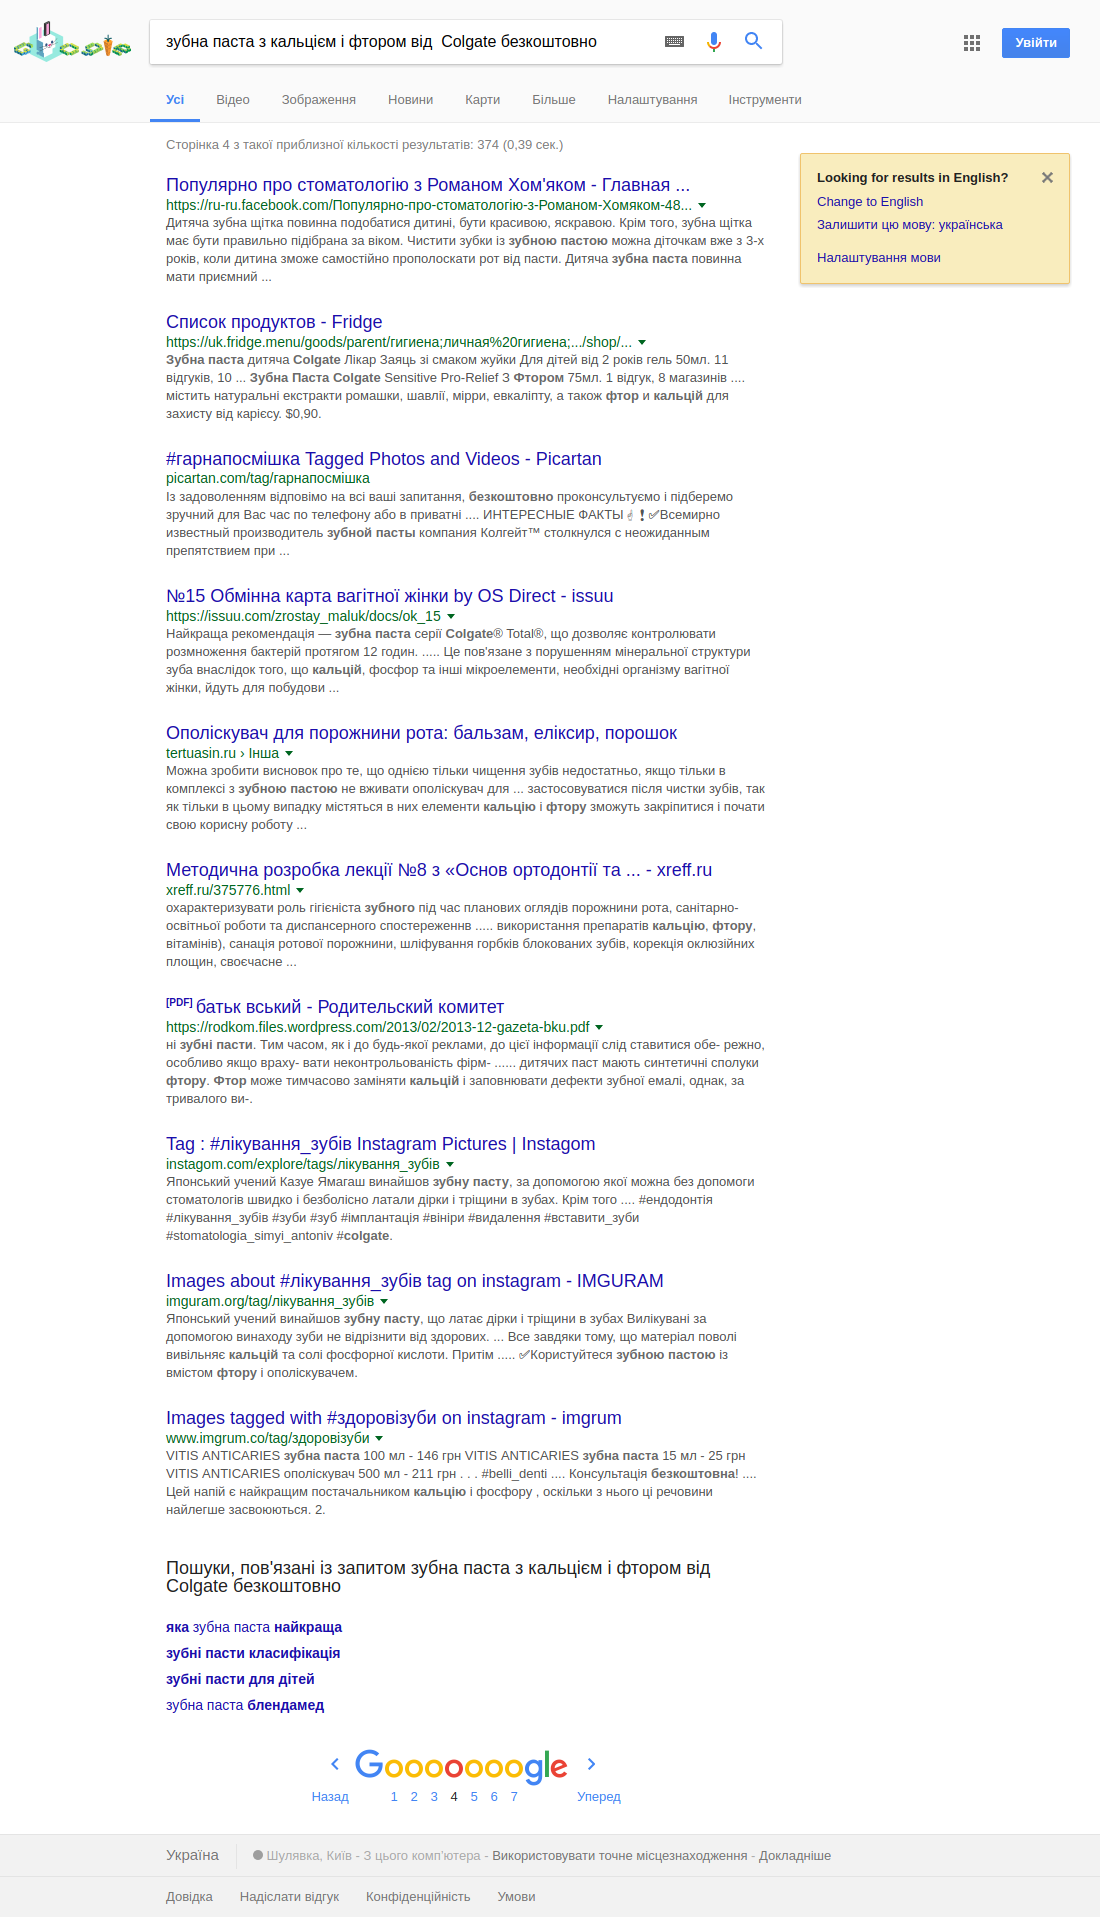 зубна паста з кальцієм і фтором від  Colgate безкоштовно
Увійти
Усі Відео Зображення Новини Карти Більше Налаштування Інструменти
Сторінка 4 з такої приблизної кількості результатів: 374 (0,39 сек.)
Looking for results in English?
Change to English
Залишити цю мову: українська
Налаштування мови
Популярно про стоматологію з Романом Хом'яком - Главная ...
https://ru-ru.facebook.com/Популярно-про-стоматологію-з-Романом-Хомяком-48...
Дитяча зубна щітка повинна подобатися дитині, бути красивою, яскравою. Крім того, зубна щітка
має бути правильно підібрана за віком. Чистити зубки із зубною пастою можна діточкам вже з 3-х
років, коли дитина зможе самостійно прополоскати рот від пасти. Дитяча зубна паста повинна
мати приємний ...
Список продуктов - Fridge
https://uk.fridge.menu/goods/parent/гигиена;личная%20гигиена;.../shop/...
Зубна паста дитяча Colgate Лікар Заяць зі смаком жуйки Для дітей від 2 років гель 50мл. 11
відгуків, 10 ... Зубна Паста Colgate Sensitive Pro-Relief З Фтором 75мл. 1 відгук, 8 магазинів ....
містить натуральні екстракти ромашки, шавлії, мірри, евкаліпту, а також фтор и кальцій для
захисту від карієсу. $0,90.
#гарнапосмішка Tagged Photos and Videos - Picartan
picartan.com/tag/гарнапосмішка
Із задоволенням відповімо на всі ваші запитання, безкоштовно проконсультуємо і підберемо
зручний для Вас час по телефону або в приватні .... ИНТЕРЕСНЫЕ ФАКТЫ☝❗✅Всемирно
известный производитель зубной пасты компания Колгейт™ столкнулся с неожиданным
препятствием при ...
№15 Обмінна карта вагітної жінки by OS Direct - issuu
https://issuu.com/zrostay_maluk/docs/ok_15
Найкраща рекомендація — зубна паста серії Colgate® Total®, що дозволяє контролювати
розмноження бактерій протягом 12 годин. ..... Це пов'язане з порушенням мінеральної структури
зуба внаслідок того, що кальцій, фосфор та інші мікроелементи, необхідні організму вагітної
жінки, йдуть для побудови ...
Ополіскувач для порожнини рота: бальзам, еліксир, порошок
tertuasin.ru › Інша
Можна зробити висновок про те, що однією тільки чищення зубів недостатньо, якщо тільки в
комплексі з зубною пастою не вживати ополіскувач для ... застосовуватися після чистки зубів, так
як тільки в цьому випадку містяться в них елементи кальцію і фтору зможуть закріпитися і почати
свою корисну роботу ...
Методична розробка лекції №8 з «Основ ортодонтії та ... - xreff.ru
xreff.ru/375776.html
охарактеризувати роль гігієніста зубного під час планових оглядів порожнини рота, санітарно-
освітньої роботи та диспансерного спостереженнв ..... використання препаратів кальцію, фтору,
вітамінів), санація ротової порожнини, шліфування горбків блокованих зубів, корекція оклюзійних
площин, своєчасне ...
[PDF] батьк вський - Родительский комитет
https://rodkom.files.wordpress.com/2013/02/2013-12-gazeta-bku.pdf
ні зубні пасти. Тим часом, як і до будь-якої реклами, до цієї інформації слід ставитися обе- режно,
особливо якщо враху- вати неконтрольованість фірм- ...... дитячих паст мають синтетичні сполуки
фтору. Фтор може тимчасово заміняти кальцій і заповнювати дефекти зубної емалі, однак, за
тривалого ви-.
Tag : #лікування_зубів Instagram Pictures | Instagom
instagom.com/explore/tags/лікування_зубів
Японський учений Казуе Ямагаш винайшов зубну пасту, за допомогою якої можна без допомоги
стоматологів швидко і безболісно латали дірки і тріщини в зубах. Крім того .... #ендодонтія
#лікування_зубів #зуби #зуб #імплантація #вініри #видалення #вставити_зуби
#stomatologia_simyi_antoniv #colgate.
Images about #лікування_зубів tag on instagram - IMGURAM
imguram.org/tag/лікування_зубів
Японський учений винайшов зубну пасту, що латає дірки і тріщини в зубах Вилікувані за
допомогою винаходу зуби не відрізнити від здорових. ... Все завдяки тому, що матеріал поволі
вивільняє кальцій та солі фосфорної кислоти. Притім ..... ✅Користуйтеся зубною пастою із
вмістом фтору і ополіскувачем.
Images tagged with #здоровізуби on instagram - imgrum
www.imgrum.co/tag/здоровізуби
VITIS ANTICARIES зубна паста 100 мл - 146 грн VITIS ANTICARIES зубна паста 15 мл - 25 грн
VITIS ANTICARIES ополіскувач 500 мл - 211 грн . . . #belli_denti .... Консультація безкоштовна! ....
Цей напій є найкращим постачальником кальцію і фосфору , оскільки з нього ці речовини
найлегше засвоюються. 2.
Пошуки, пов'язані із запитом зубна паста з кальцієм і фтором від
Colgate безкоштовно
яка зубна паста найкраща
зубні пасти класифікація
зубні пасти для дітей
зубна паста блендамед
Gooooooogle
Назад 1 2 3 4 5 6 7 Уперед
Україна Шулявка, Київ - З цього комп'ютера - Використовувати точне місцезнаходження - Докладніше
Довідка Надіслати відгук Конфіденційність Умови